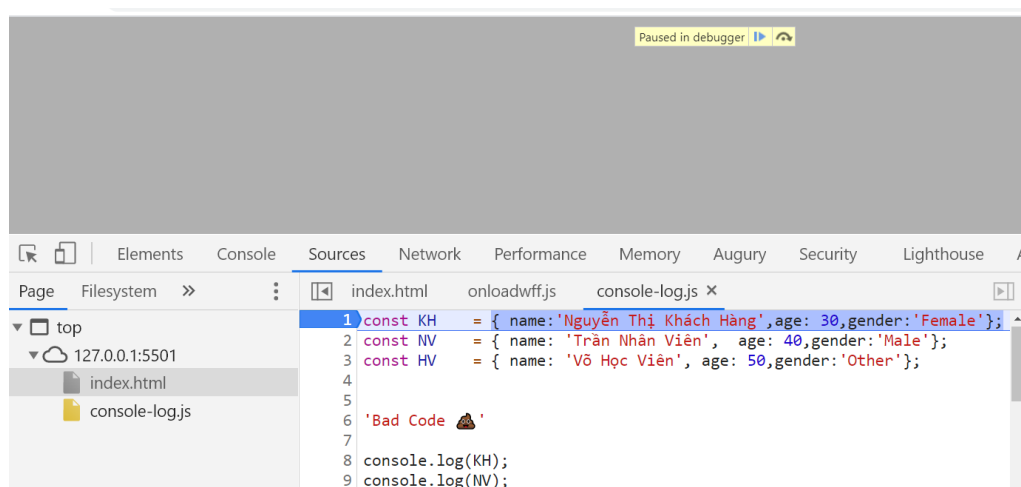 Paused in debugger
Elements Console Sources Network Performance Memory Augury Security Lighthouse
Page Filesystem »
index.html onloadwff.js console-log.js ×
top
127.0.0.1:5501
index.html
console-log.js
1 const KH = { name:'Nguyễn Thị Khách Hàng',age: 30,gender:'Female'};
2 const NV = { name: 'Trần Nhân Viên', age: 40,gender:'Male'};
3 const HV = { name: 'Võ Học Viên', age: 50,gender:'Other'};
4
5
6 'Bad Code 💩'
7
8 console.log(KH);
9 console.log(NV);